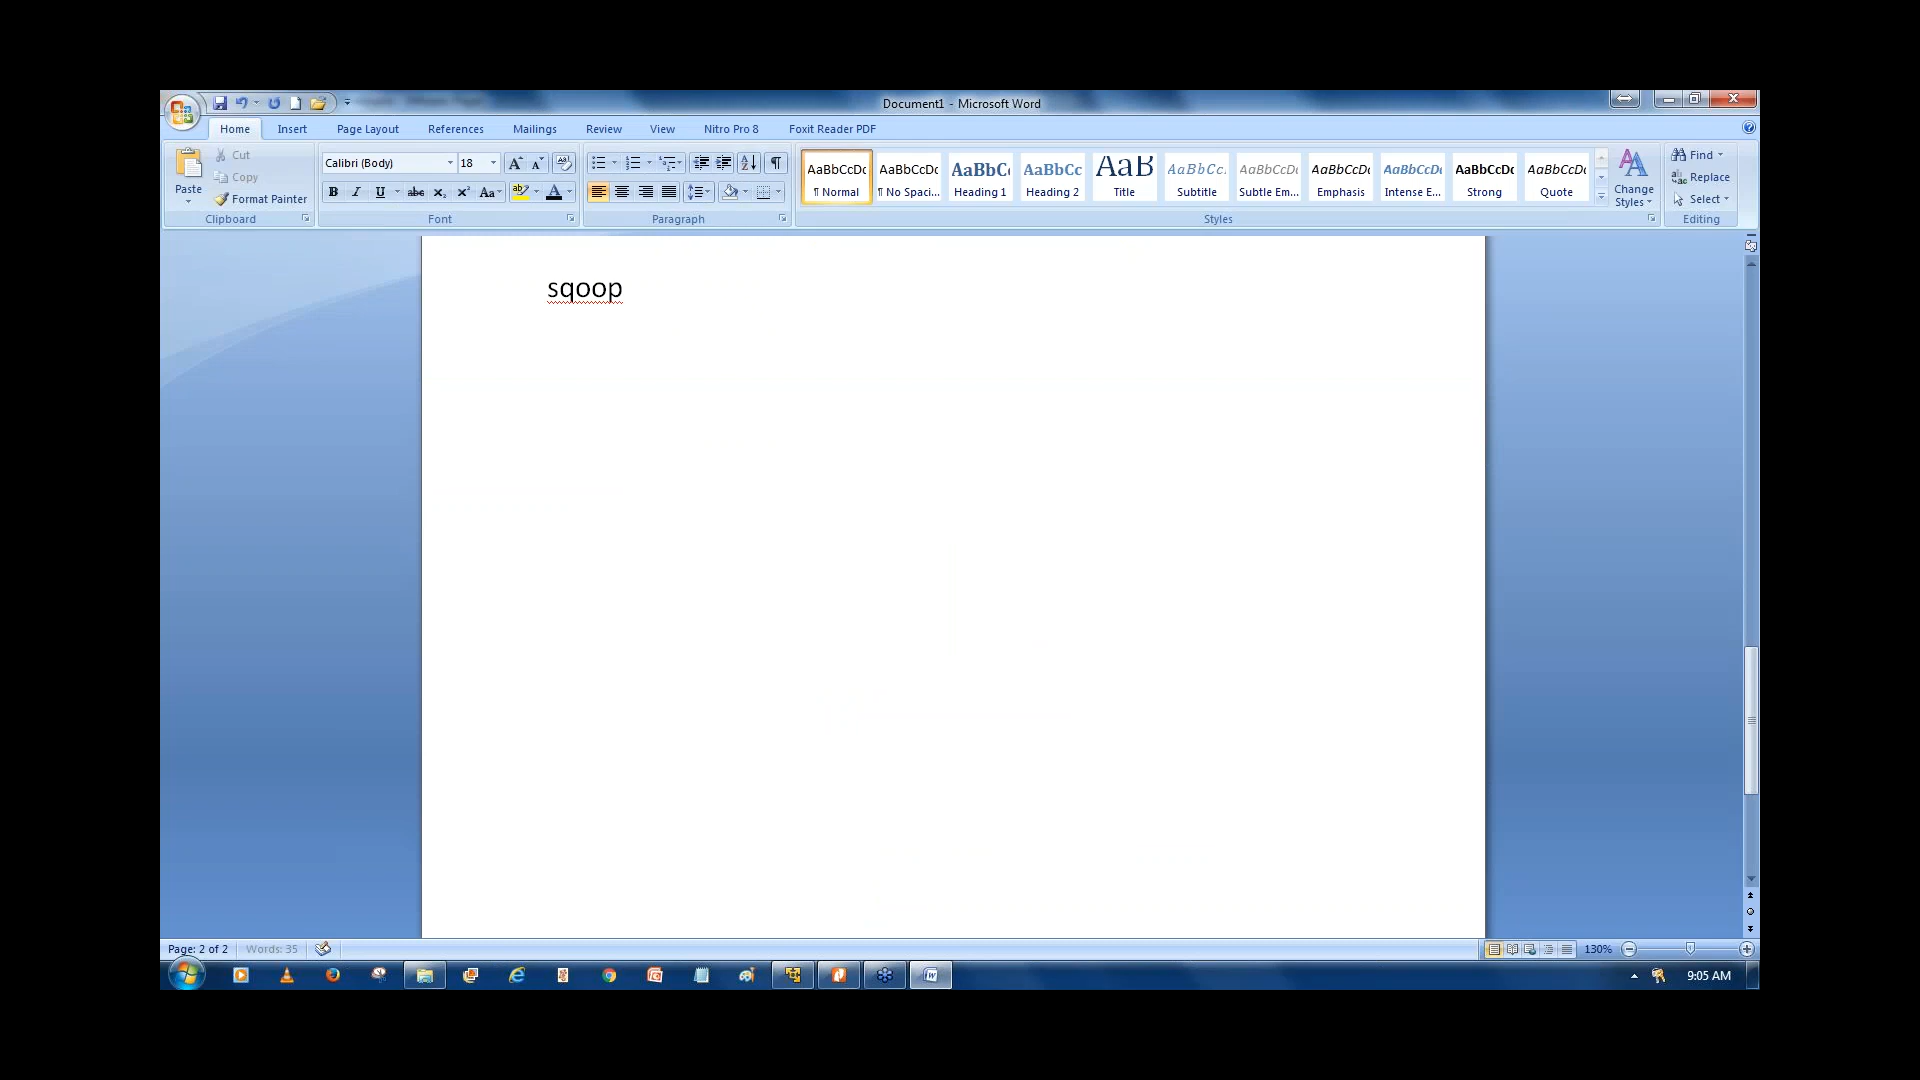 Document1 - Microsoft Word
Home Insert Page Layout References Mailings Review View Nitro Pro 8 Foxit Reader PDF
Paste
Cut
Copy
Format Painter
Clipboard
Calibri (Body) 18
Font
Paragraph
AaBbCcDc AaBbCcDc AaBbC AaBbCc AaB AaBbCc. AaBbCcDc AaBbCcDc AaBbCcDc AaBbCcDc AaBbCcDc
¶ Normal ¶ No Spaci... Heading 1 Heading 2 Title Subtitle Subtle Em... Emphasis Intense E... Strong Quote
Styles
Change Styles
Find
Replace
Select
Editing
sqoop
Page: 2 of 2 Words: 35 130%
9:05 AM